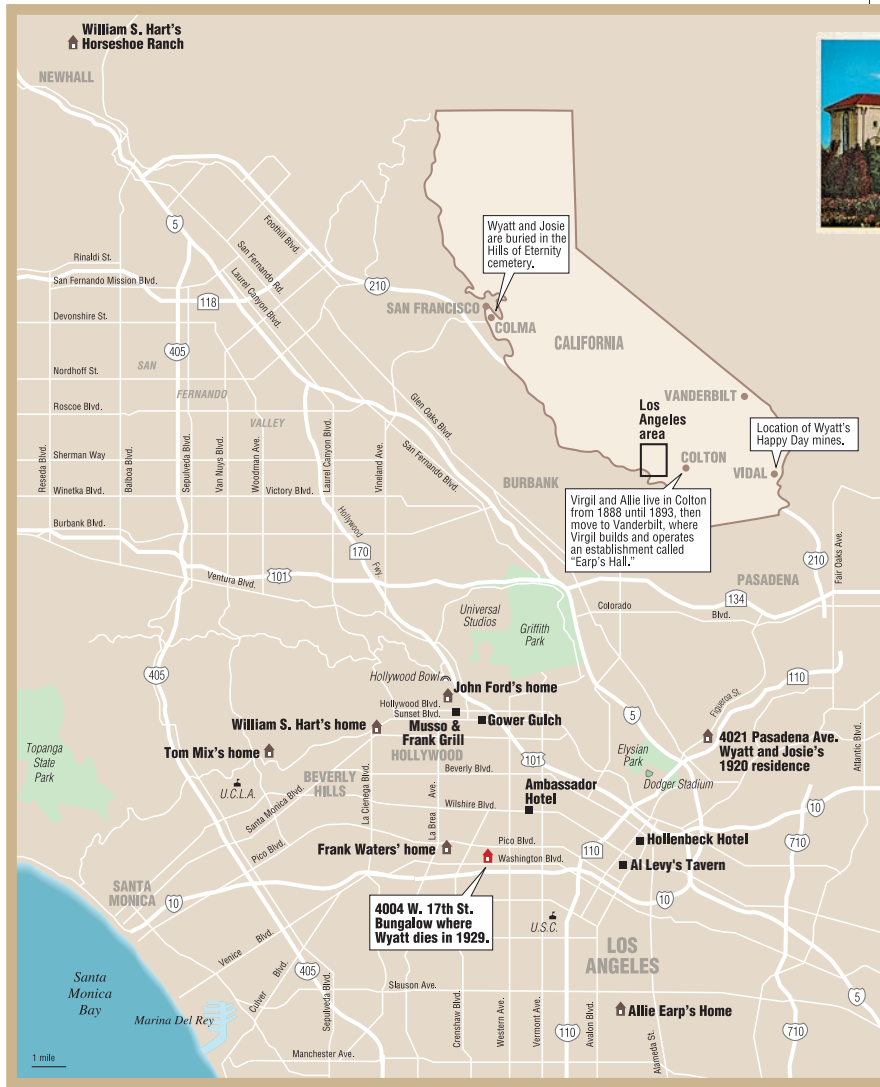 William S. Hart's
Horseshoe Ranch
NEWHALL
5
Foothill Blvd.
San Fernando Rd.
Laurel Canyon Blvd.
Rinaldi St.
San Fernando Mission Blvd.
118
210
Devonshire St.
405
Nordhoff St.
SAN
FERNANDO
VALLEY
Roscoe Blvd.
Glen Oaks Blvd.
San Fernando Blvd.
Reseda Blvd.
Balboa Blvd.
Sepulveda Blvd.
Van Nuys Blvd.
Woodman Ave.
Laurel Canyon Blvd.
Vineland Ave.
Sherman Way
Winetka Blvd.
Victory Blvd.
Burbank Blvd.
Hollywood
Fwy
170
101
Ventura Blvd.
BURBANK
Wyatt and Josie
are buried in the
Hills of Eternity
cemetery.
SAN FRANCISCO
COLMA
CALIFORNIA
VANDERBILT
Los
Angeles
area
Location of Wyatt's
Happy Day mines.
COLTON
VIDAL
Virgil and Allie live in Colton
from 1888 until 1893, then
move to Vanderbilt, where
Virgil builds and operates
an establishment called
"Earp's Hall."
210
Fair Oaks Ave.
PASADENA
134
Colorado
Blvd.
Universal
Studios
Griffith
Park
405
Hollywood Bowl
John Ford's home
Hollywood Blvd.
Sunset Blvd.
Musso &
Frank Grill
Gower Gulch
HOLLYWOOD
William S. Hart's home
Tom Mix's home
110
Figueroa St.
5
4021 Pasadena Ave.
Wyatt and Josie's
1920 residence
Atlantic Blvd.
Topanga
State
Park
Elysian
Park
Dodger Stadium
101
BEVERLY
HILLS
Beverly Blvd.
U.C.L.A.
Santa Monica Blvd.
La Cienega Blvd.
La Brea Ave.
Wilshire Blvd.
Ambassador
Hotel
10
Pico Blvd.
Frank Waters' home
Pico Blvd.
Washington Blvd.
110
Hollenbeck Hotel
710
Al Levy's Tavern
SANTA
MONICA
10
10
4004 W. 17th St.
Bungalow where
Wyatt dies in 1929.
U.S.C.
LOS
ANGELES
Venice Blvd.
Culver Blvd.
405
Sepulveda Blvd.
Slauson Ave.
Santa
Monica
Bay
Marina Del Rey
Crenshaw Blvd.
Western Ave.
Vermont Ave.
Avalon Blvd.
Alameda St.
Allie Earp's Home
5
110
710
1 mile
Manchester Ave.